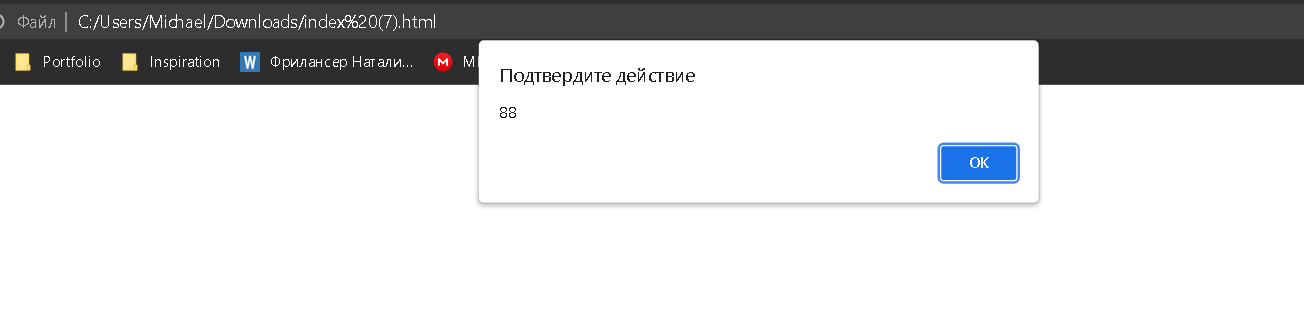 Файл | C:/Users/Michael/Downloads/index%20(7).html
Portfolio Inspiration W Фрилансер Натали... M
Подтвердите действие
88
OK